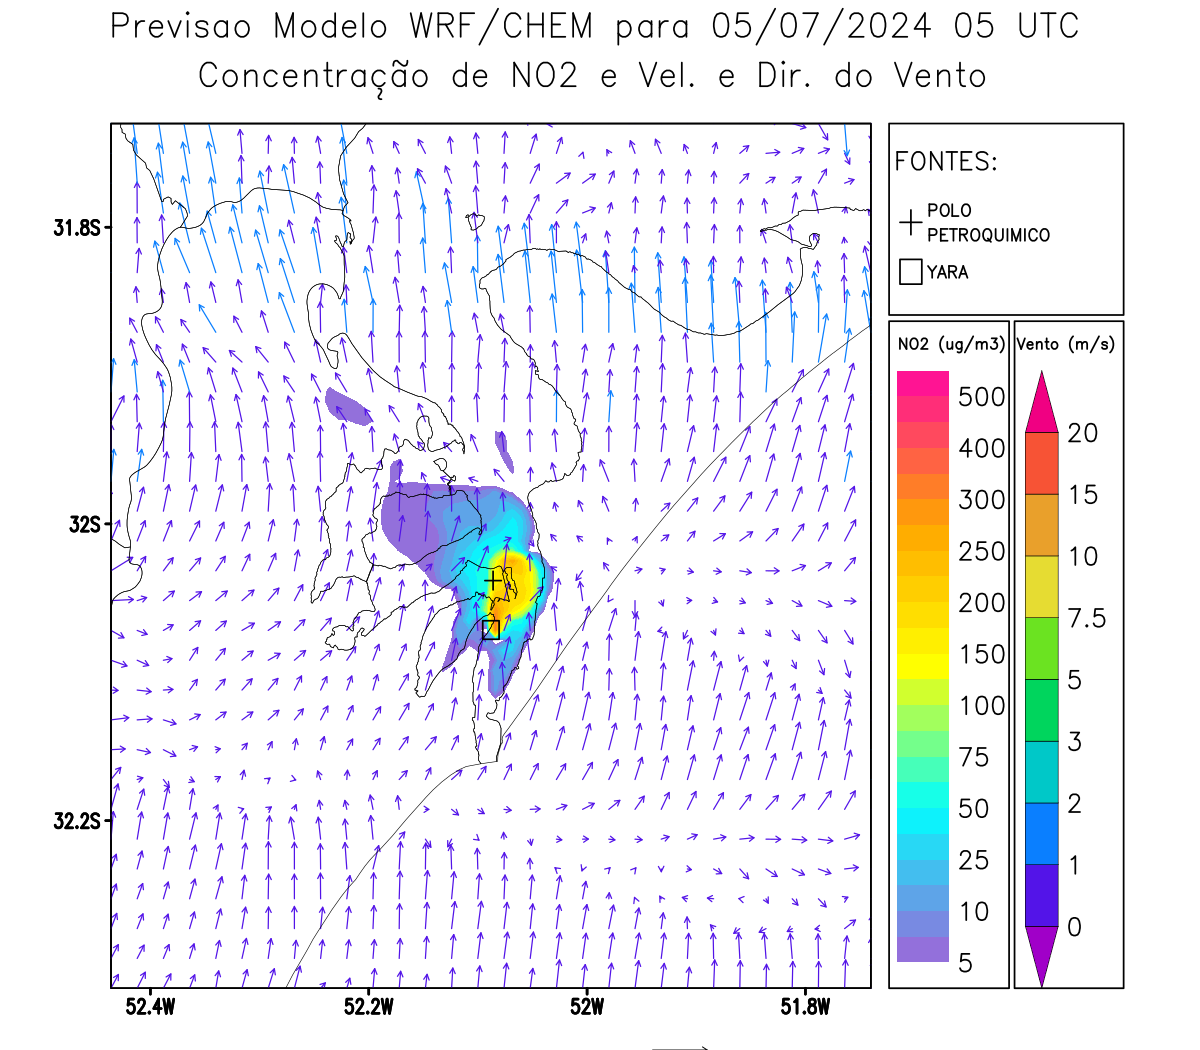 Previsao Modelo WRF/CHEM para 05/07/2024 05 UTC
Concentração de NO2 e Vel. e Dir. do Vento
FONTES:
POLO
PETROQUIMICO
YARA
NO2 (ug/m3)
500
400
300
250
200
150
100
75
50
25
10
5
Vento (m/s)
20
15
10
7.5
5
3
2
1
0
31.8S
32S
32.2S
52.4W
52.2W
52W
51.8W